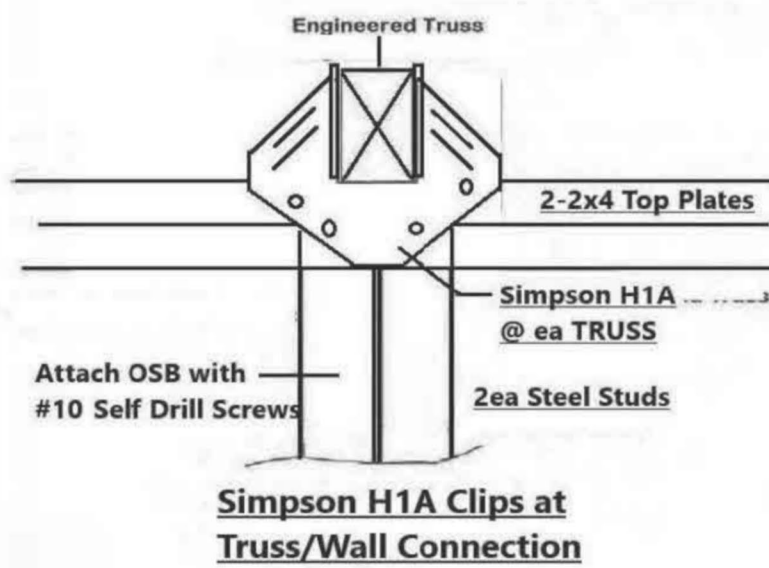 Engineered Truss
2-2x4 Top Plates
Simpson H1A
@ ea TRUSS
Attach OSB with
#10 Self Drill Screws
2ea Steel Studs
Simpson H1A Clips at
Truss/Wall Connection